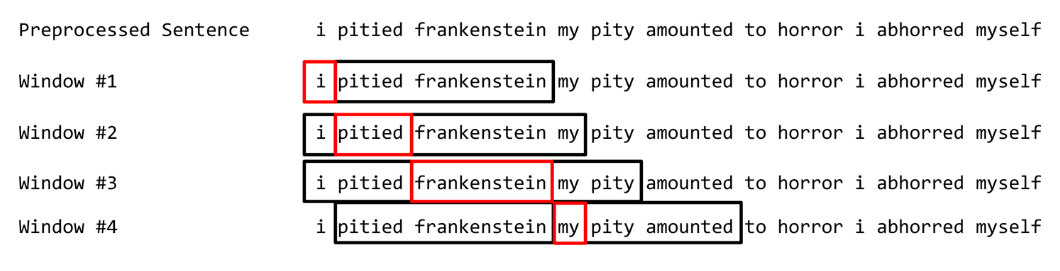 Preprocessed Sentence i pitied frankenstein my pity amounted to horror i abhorred myself
Window #1 i pitied frankenstein my pity amounted to horror i abhorred myself
Window #2 i pitied frankenstein my pity amounted to horror i abhorred myself
Window #3 i pitied frankenstein my pity amounted to horror i abhorred myself
Window #4 i pitied frankenstein my pity amounted to horror i abhorred myself